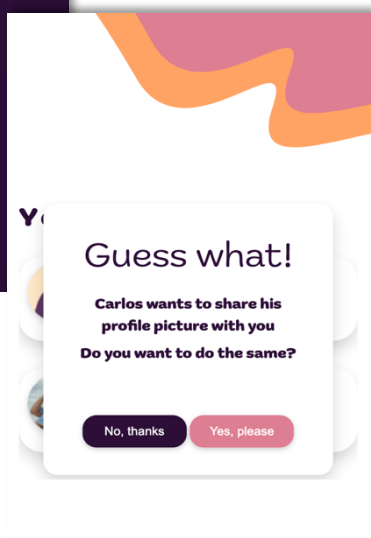 Guess what!
Carlos wants to share his
profile picture with you
Do you want to do the same?
No, thanks
Yes, please